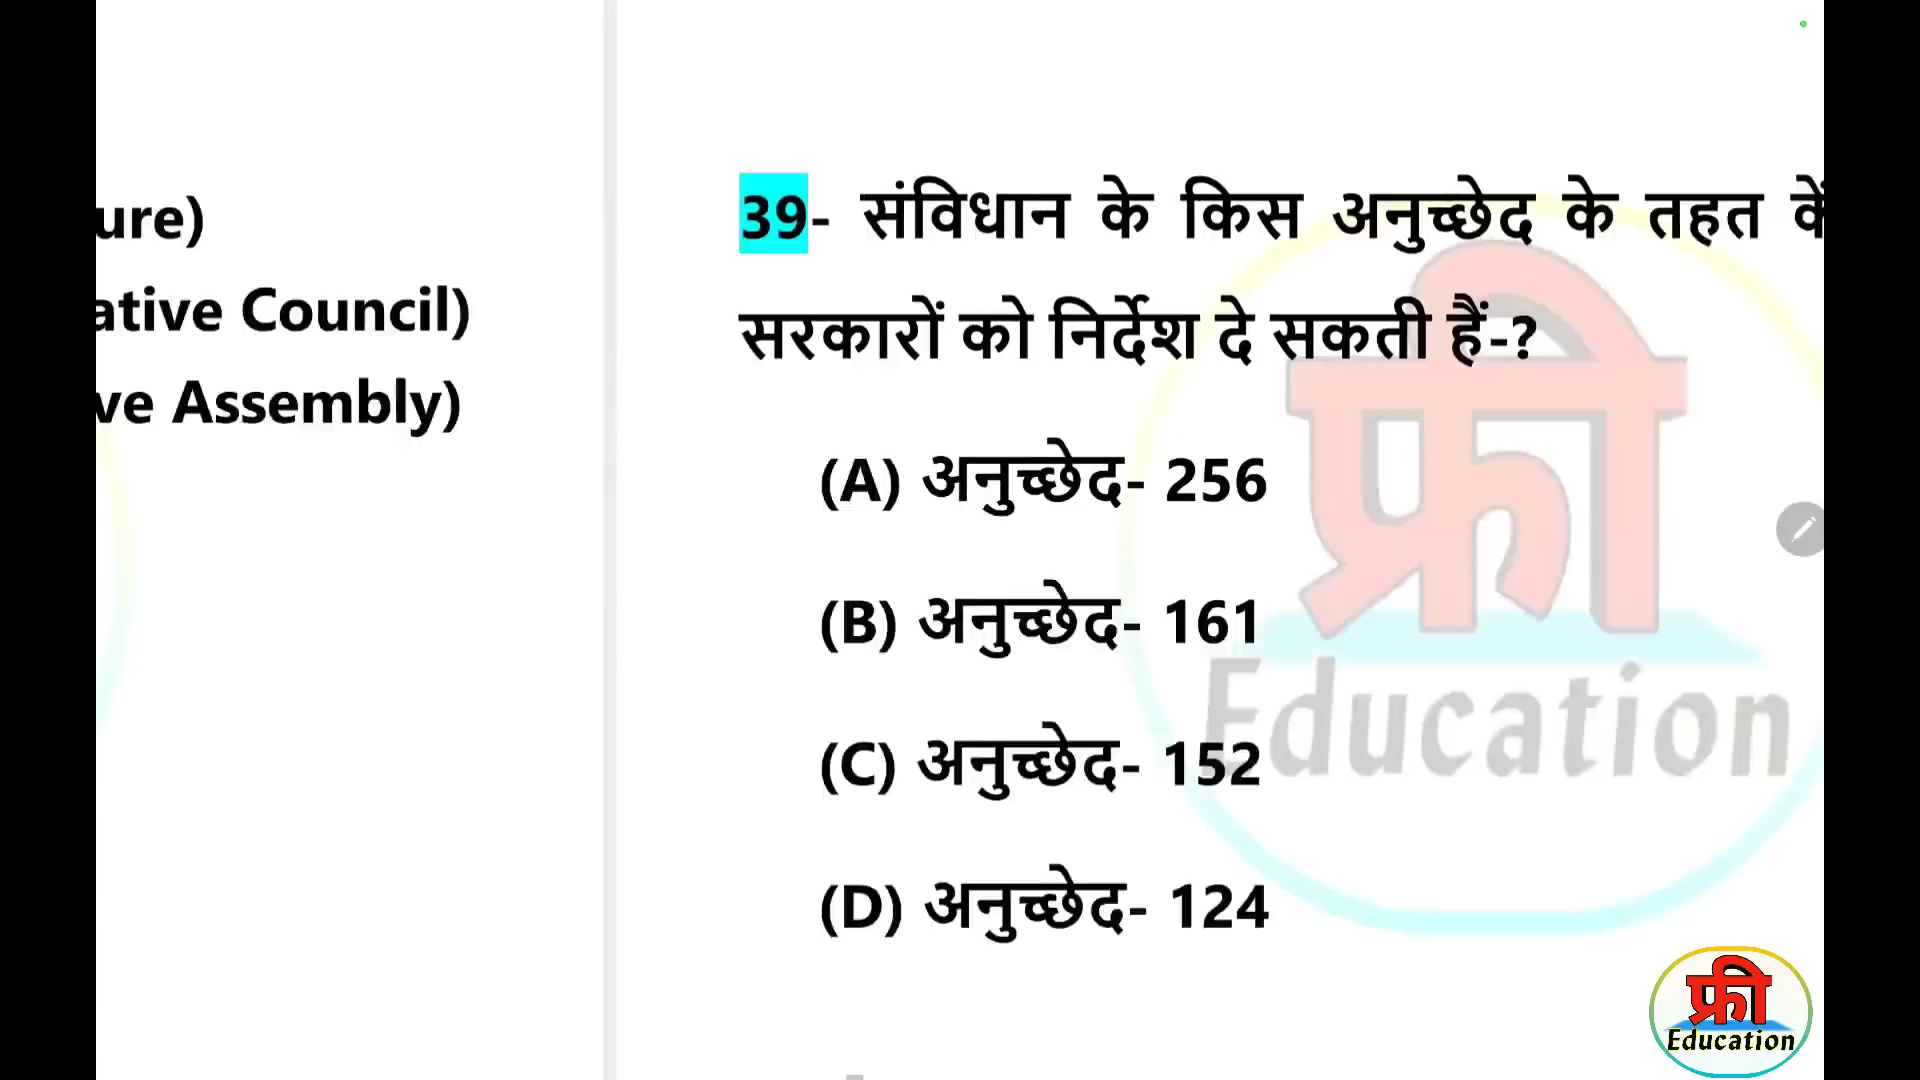 ure)
ative Council)
ve Assembly)
39- संविधान के किस अनुच्छेद के तहत कें
सरकारों को निर्देश दे सकती हैं-?
(A) अनुच्छेद- 256
(B) अनुच्छेद- 161
(C) अनुच्छेद- 152
(D) अनुच्छेद- 124
फ्री
Education
फ्री
Education